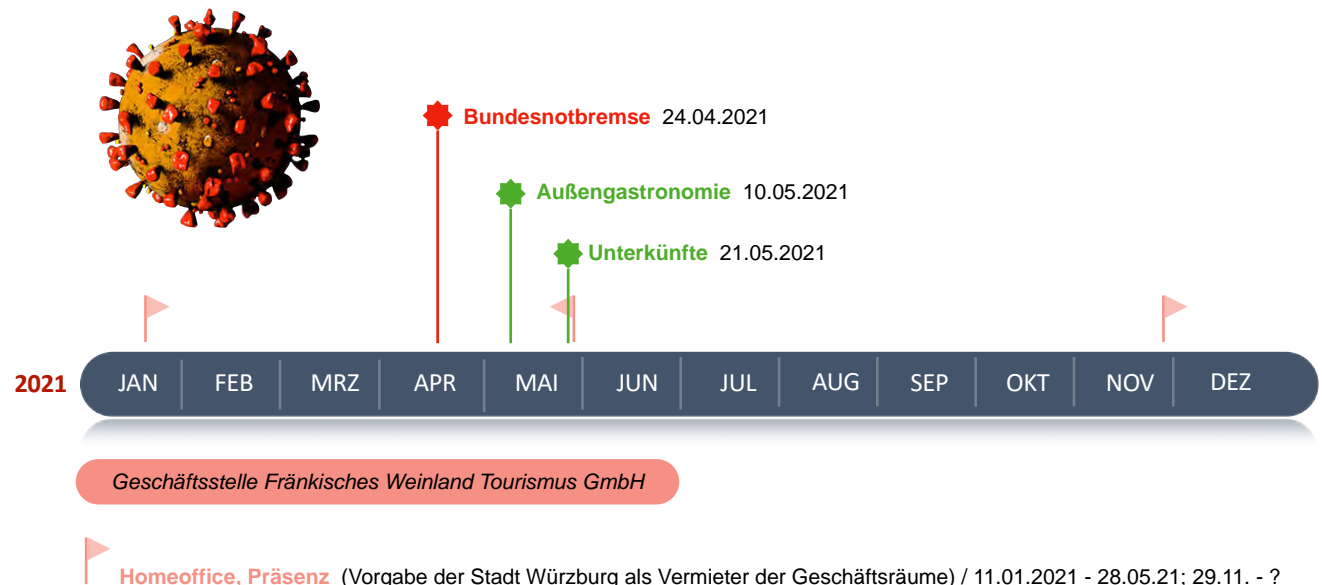 Bundesnotbremse 24.04.2021
Außengastronomie 10.05.2021
Unterkünfte 21.05.2021
2021 JAN FEB MRZ APR MAI JUN JUL AUG SEP OKT NOV DEZ
Geschäftsstelle Fränkisches Weinland Tourismus GmbH
Homeoffice, Präsenz (Vorgabe der Stadt Würzburg als Vermieter der Geschäftsräume) / 11.01.2021 - 28.05.21; 29.11. - ?